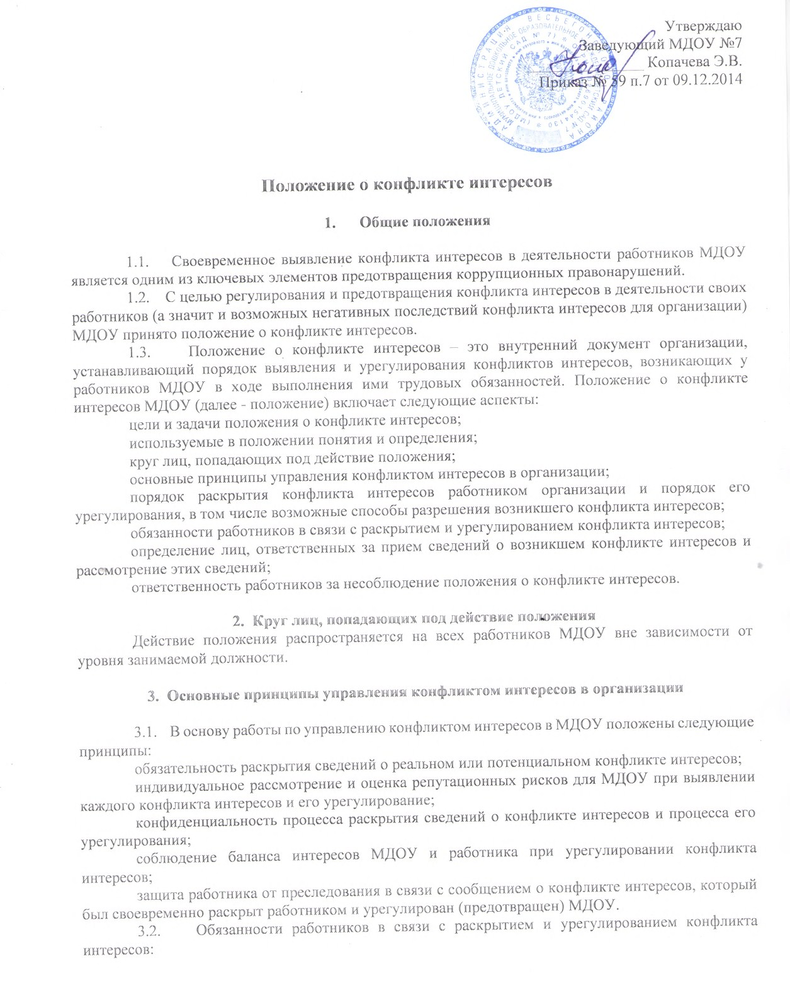 Утверждаю
Заведующий МДОУ №7
Копачева Э.В.
Приказ № 59 п.7 от 09.12.2014
Положение о конфликте интересов
1. Общие положения
1.1. Своевременное выявление конфликта интересов в деятельности работников МДОУ
является одним из ключевых элементов предотвращения коррупционных правонарушений.
1.2. С целью регулирования и предотвращения конфликта интересов в деятельности своих
работников (а значит и возможных негативных последствий конфликта интересов для организации)
МДОУ принято положение о конфликте интересов.
1.3. Положение о конфликте интересов – это внутренний документ организации,
устанавливающий порядок выявления и урегулирования конфликтов интересов, возникающих у
работников МДОУ в ходе выполнения ими трудовых обязанностей. Положение о конфликте
интересов МДОУ (далее - положение) включает следующие аспекты:
цели и задачи положения о конфликте интересов;
используемые в положении понятия и определения;
круг лиц, попадающих под действие положения;
основные принципы управления конфликтом интересов в организации;
порядок раскрытия конфликта интересов работником организации и порядок его
урегулирования, в том числе возможные способы разрешения возникшего конфликта интересов;
обязанности работников в связи с раскрытием и урегулированием конфликта интересов;
определение лиц, ответственных за прием сведений о возникшем конфликте интересов и
рассмотрение этих сведений;
ответственность работников за несоблюдение положения о конфликте интересов.
2. Круг лиц, попадающих под действие положения
Действие положения распространяется на всех работников МДОУ вне зависимости от
уровня занимаемой должности.
3. Основные принципы управления конфликтом интересов в организации
3.1. В основу работы по управлению конфликтом интересов в МДОУ положены следующие
принципы:
обязательность раскрытия сведений о реальном или потенциальном конфликте интересов;
индивидуальное рассмотрение и оценка репутационных рисков для МДОУ при выявлении
каждого конфликта интересов и его урегулирование;
конфиденциальность процесса раскрытия сведений о конфликте интересов и процесса его
урегулирования;
соблюдение баланса интересов МДОУ и работника при урегулировании конфликта
интересов;
защита работника от преследования в связи с сообщением о конфликте интересов, который
был своевременно раскрыт работником и урегулирован (предотвращен) МДОУ.
3.2. Обязанности работников в связи с раскрытием и урегулированием конфликта
интересов: